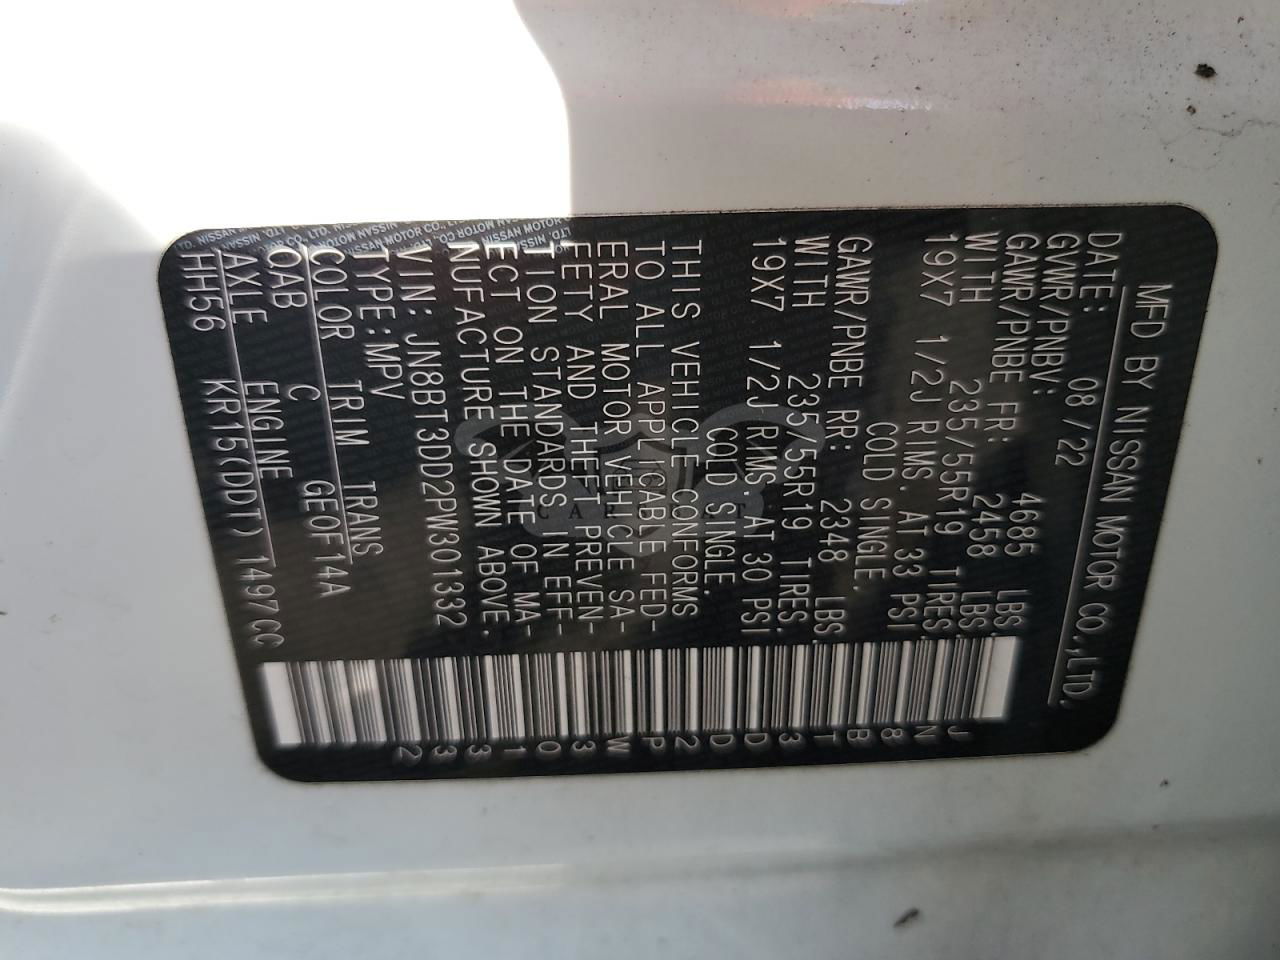 MFD BY NISSAN MOTOR CO.,LTD.
DATE: 08/22
GVWR/PNBV: 4685 LBS.
GAWR/PNBE FR: 2458 LBS.
WITH 235/55R19 TIRES,
19X7 1/2J RIMS. AT 33 PSI
COLD SINGLE.
GAWR/PNBE RR: 2348 LBS.
WITH 235/55R19 TIRES,
19X7 1/2J RIMS. AT 30 PSI
COLD SINGLE.
THIS VEHICLE CONFORMS
TO ALL APPLICABLE FED-
ERAL MOTOR VEHICLE SA-
FETY AND THEFT PREVEN-
TION STANDARDS IN EFF-
ECT ON THE DATE OF MA-
NUFACTURE SHOWN ABOVE.
VIN: JN8BT3DD2PW301332
TYPE:MPV
COLOR TRIM TRANS
QAB C GEOF14A
AXLE ENGINE
HH56 KR15(DDT) 1497CC
JN8BT3DD2PW301332